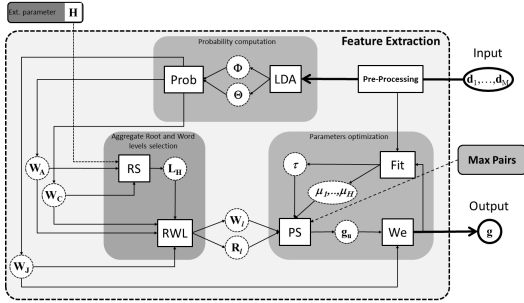 Ext. parameter H
Probability computation
Feature Extraction
Input
Φ
Prob
LDA
Pre-Processing
d1,...,dM
Θ
Aggregate Root and Word
levels selection
Parameters optimization
WA
RS
LH
τ
Fit
Max Pairs
WC
μ1,...,μH
Output
Wl
RWL
PS
gn
We
g
Rl
WJ